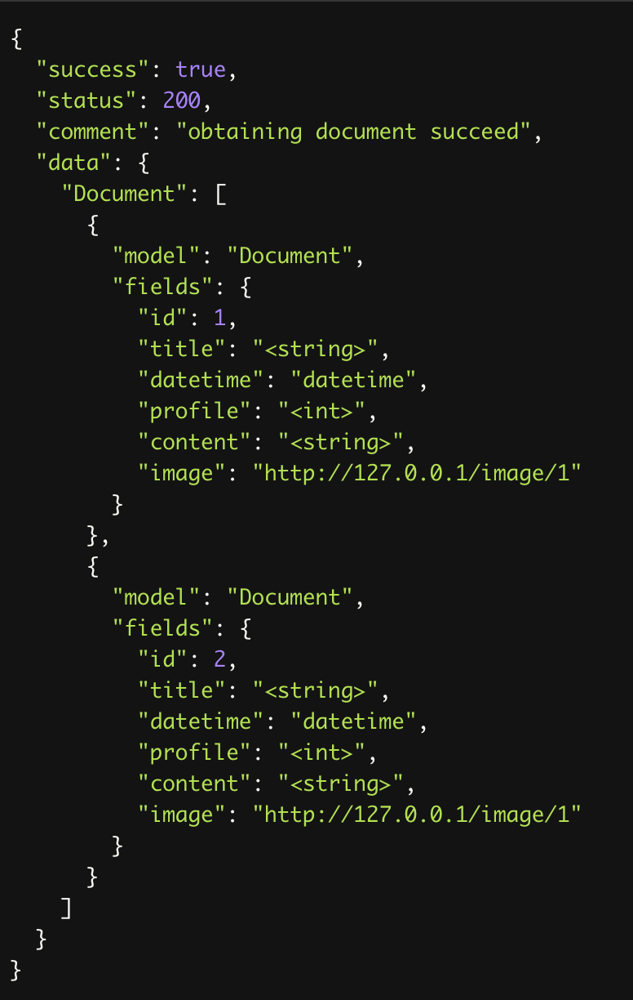 {
  "success": true,
  "status": 200,
  "comment": "obtaining document succeed",
  "data": {
    "Document": [
      {
        "model": "Document",
        "fields": {
          "id": 1,
          "title": "<string>",
          "datetime": "datetime",
          "profile": "<int>",
          "content": "<string>",
          "image": "http://127.0.0.1/image/1"
        }
      },
      {
        "model": "Document",
        "fields": {
          "id": 2,
          "title": "<string>",
          "datetime": "datetime",
          "profile": "<int>",
          "content": "<string>",
          "image": "http://127.0.0.1/image/1"
        }
      }
    ]
  }
}